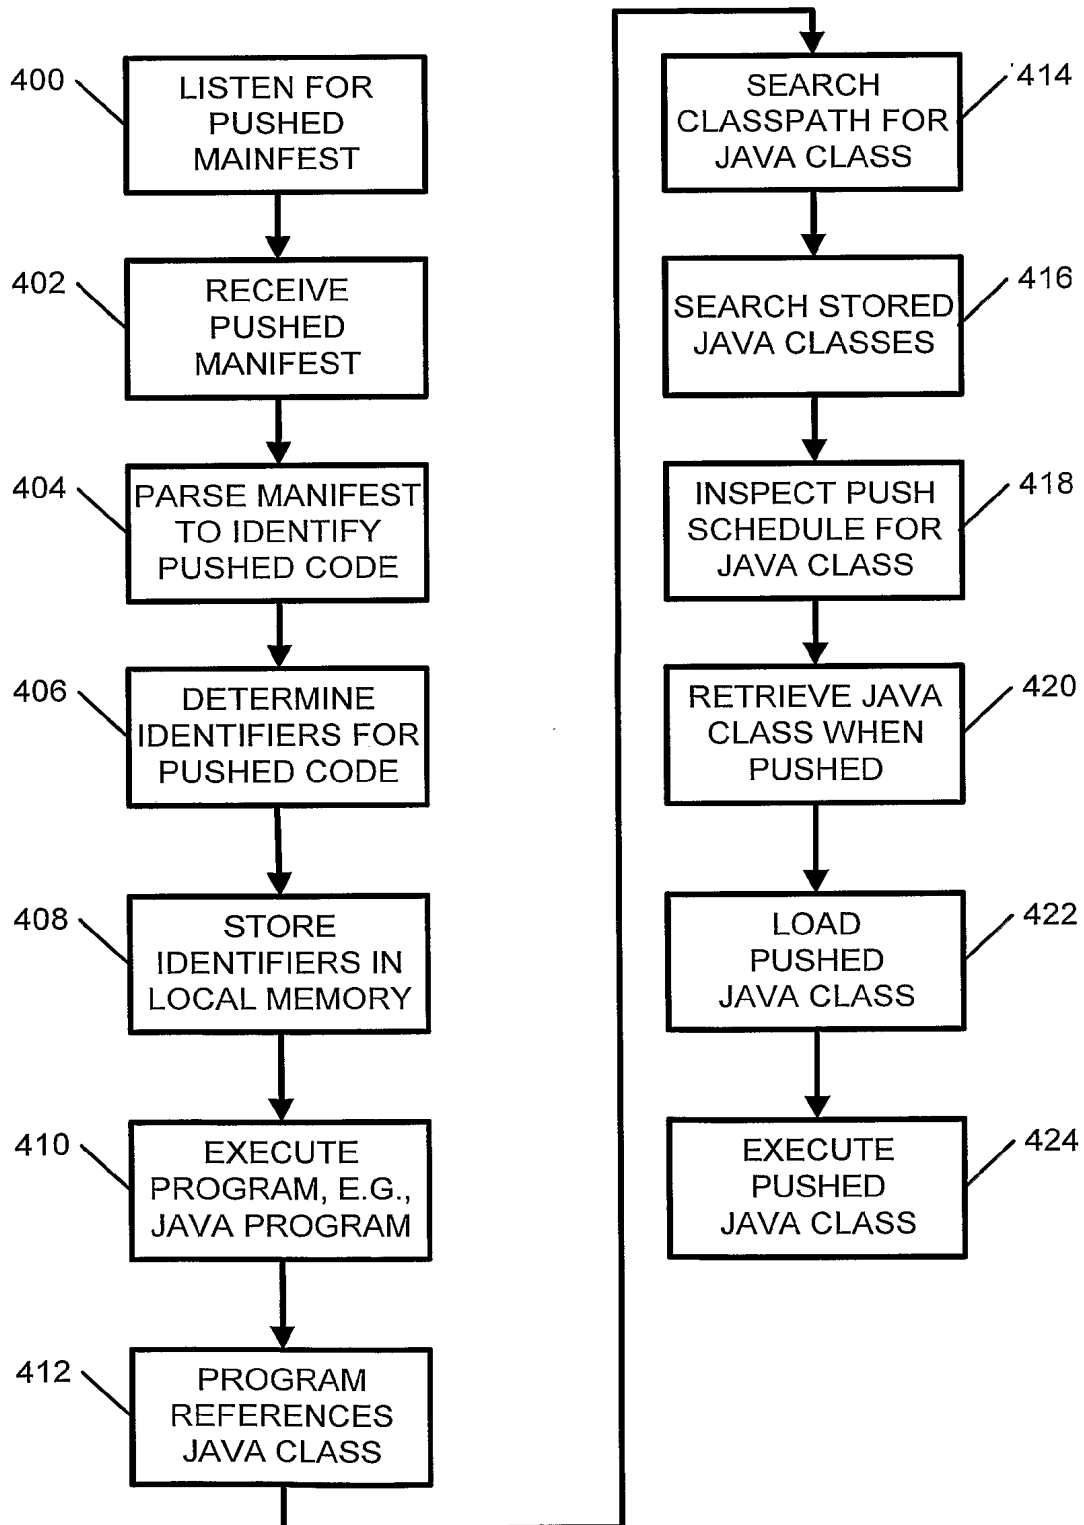 400
LISTEN FOR
PUSHED
MAINFEST
402
RECEIVE
PUSHED
MANIFEST
404
PARSE MANIFEST
TO IDENTIFY
PUSHED CODE
406
DETERMINE
IDENTIFIERS FOR
PUSHED CODE
408
STORE
IDENTIFIERS IN
LOCAL MEMORY
410
EXECUTE
PROGRAM, E.G.,
JAVA PROGRAM
412
PROGRAM
REFERENCES
JAVA CLASS
SEARCH
CLASSPATH FOR
JAVA CLASS
414
SEARCH STORED
JAVA CLASSES
416
INSPECT PUSH
SCHEDULE FOR
JAVA CLASS
418
RETRIEVE JAVA
CLASS WHEN
PUSHED
420
LOAD
PUSHED
JAVA CLASS
422
EXECUTE
PUSHED
JAVA CLASS
424